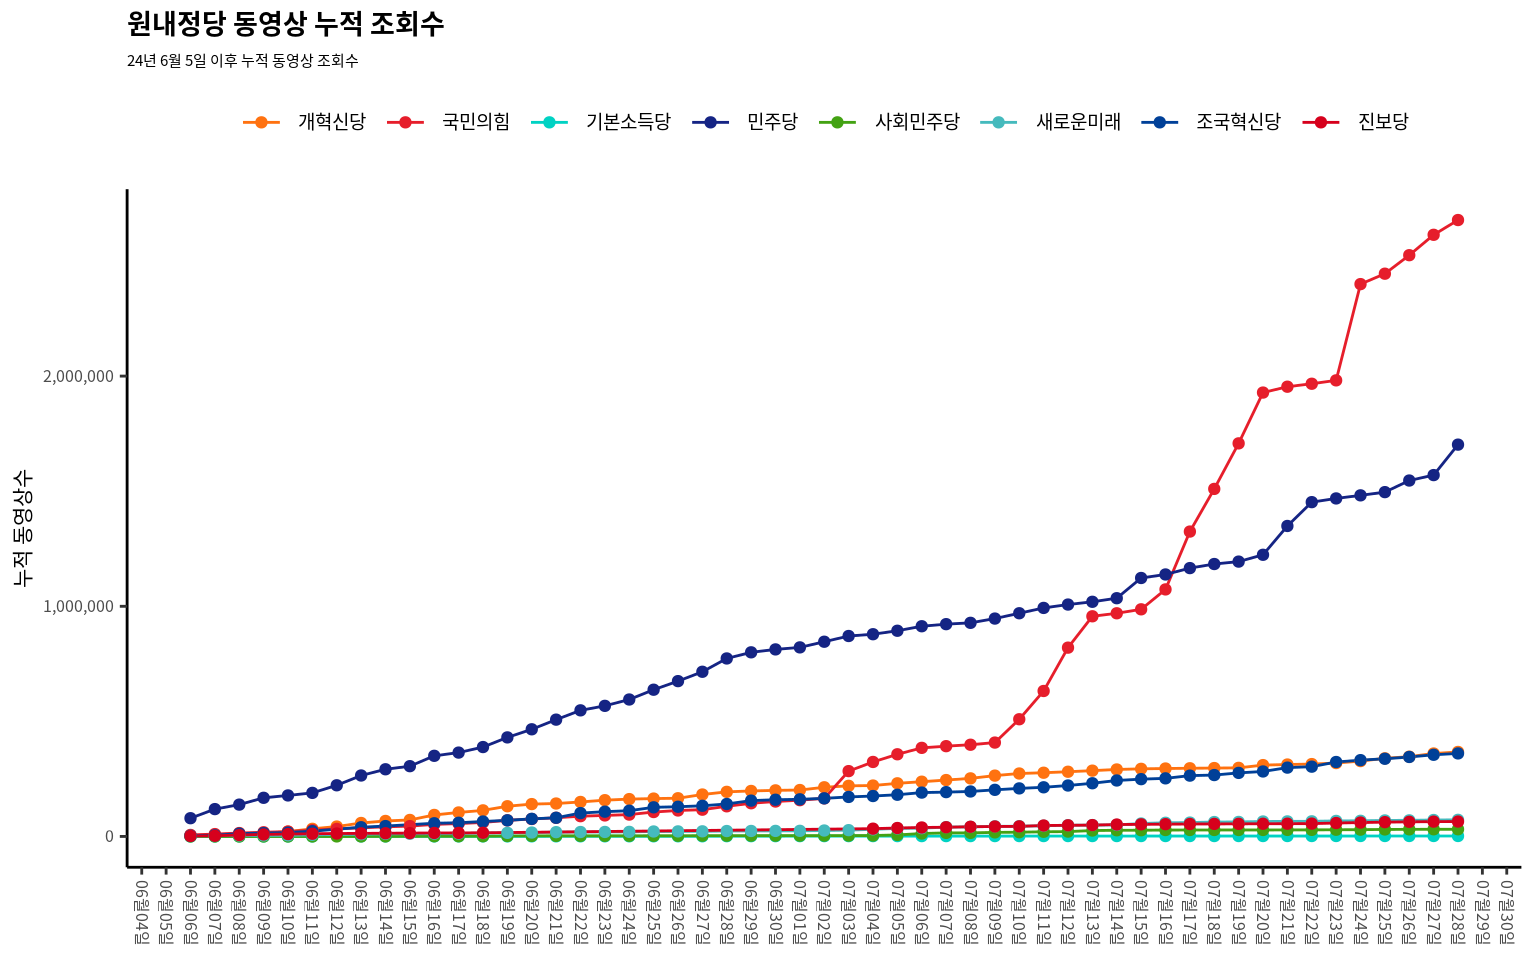 원내정당 동영상 누적 조회수
24년 6월 5일 이후 누적 동영상 조회수
개혁신당 국민의힘 기본소득당 민주당 사회민주당 새로운미래 조국혁신당 진보당
누적 동영상수
2,000,000
1,000,000
0
06월04일
06월05일
06월06일
06월07일
06월08일
06월09일
06월10일
06월11일
06월12일
06월13일
06월14일
06월15일
06월16일
06월17일
06월18일
06월19일
06월20일
06월21일
06월22일
06월23일
06월24일
06월25일
06월26일
06월27일
06월28일
06월29일
06월30일
07월01일
07월02일
07월03일
07월04일
07월05일
07월06일
07월07일
07월08일
07월09일
07월10일
07월11일
07월12일
07월13일
07월14일
07월15일
07월16일
07월17일
07월18일
07월19일
07월20일
07월21일
07월22일
07월23일
07월24일
07월25일
07월26일
07월27일
07월28일
07월29일
07월30일